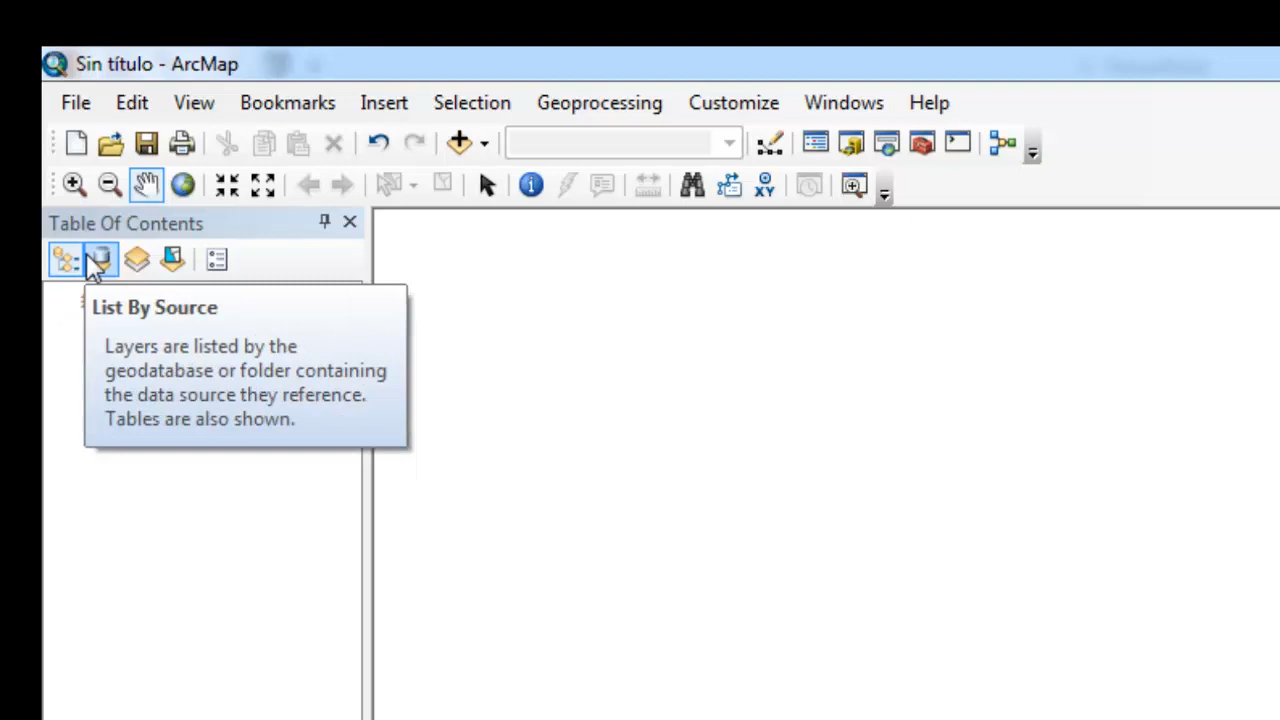 Sin título - ArcMap
File Edit View Bookmarks Insert Selection Geoprocessing Customize Windows Help
XY
Table Of Contents
List By Source
Layers are listed by the
geodatabase or folder containing
the data source they reference.
Tables are also shown.